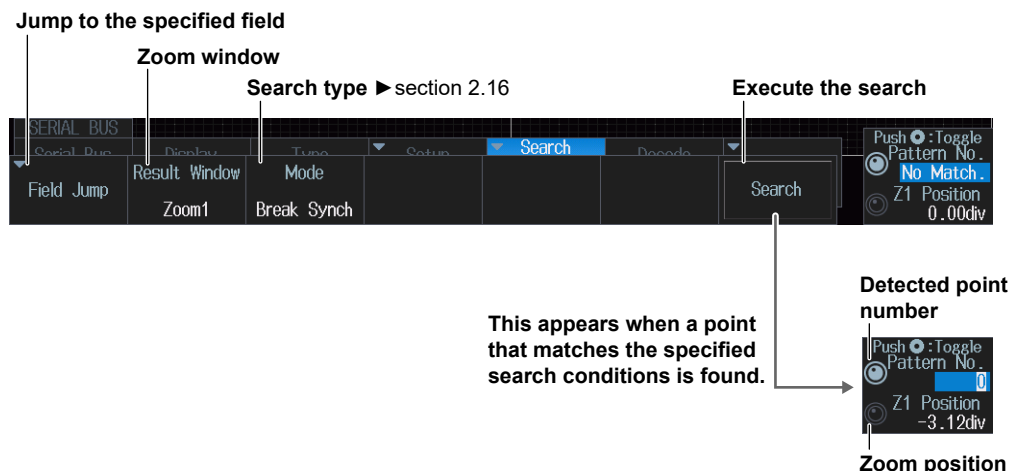 Jump to the specified field
Zoom window
Search type ►section 2.16
Execute the search
SERIAL BUS
Serial Bus Display Type Setup Search Decode
Field Jump
Result Window
Zoom1
Mode
Break Synch
Search
Push :Toggle
Pattern No.
No Match.
Z1 Position
0.00div
This appears when a point
that matches the specified
search conditions is found.
Detected point
number
Push :Toggle
Pattern No.
0
Z1 Position
-3.12div
Zoom position